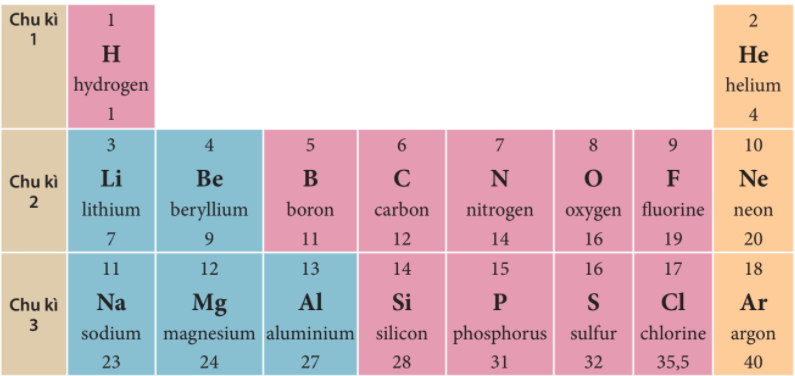 Chu kì 1
1 2
H He
hydrogen helium
1 4
Chu kì 2
3 4 5 6 7 8 9 10
Li Be B C N O F Ne
lithium beryllium boron carbon nitrogen oxygen fluorine neon
7 9 11 12 14 16 19 20
Chu kì 3
11 12 13 14 15 16 17 18
Na Mg Al Si P S Cl Ar
sodium magnesium aluminium silicon phosphorus sulfur chlorine argon
23 24 27 28 31 32 35,5 40